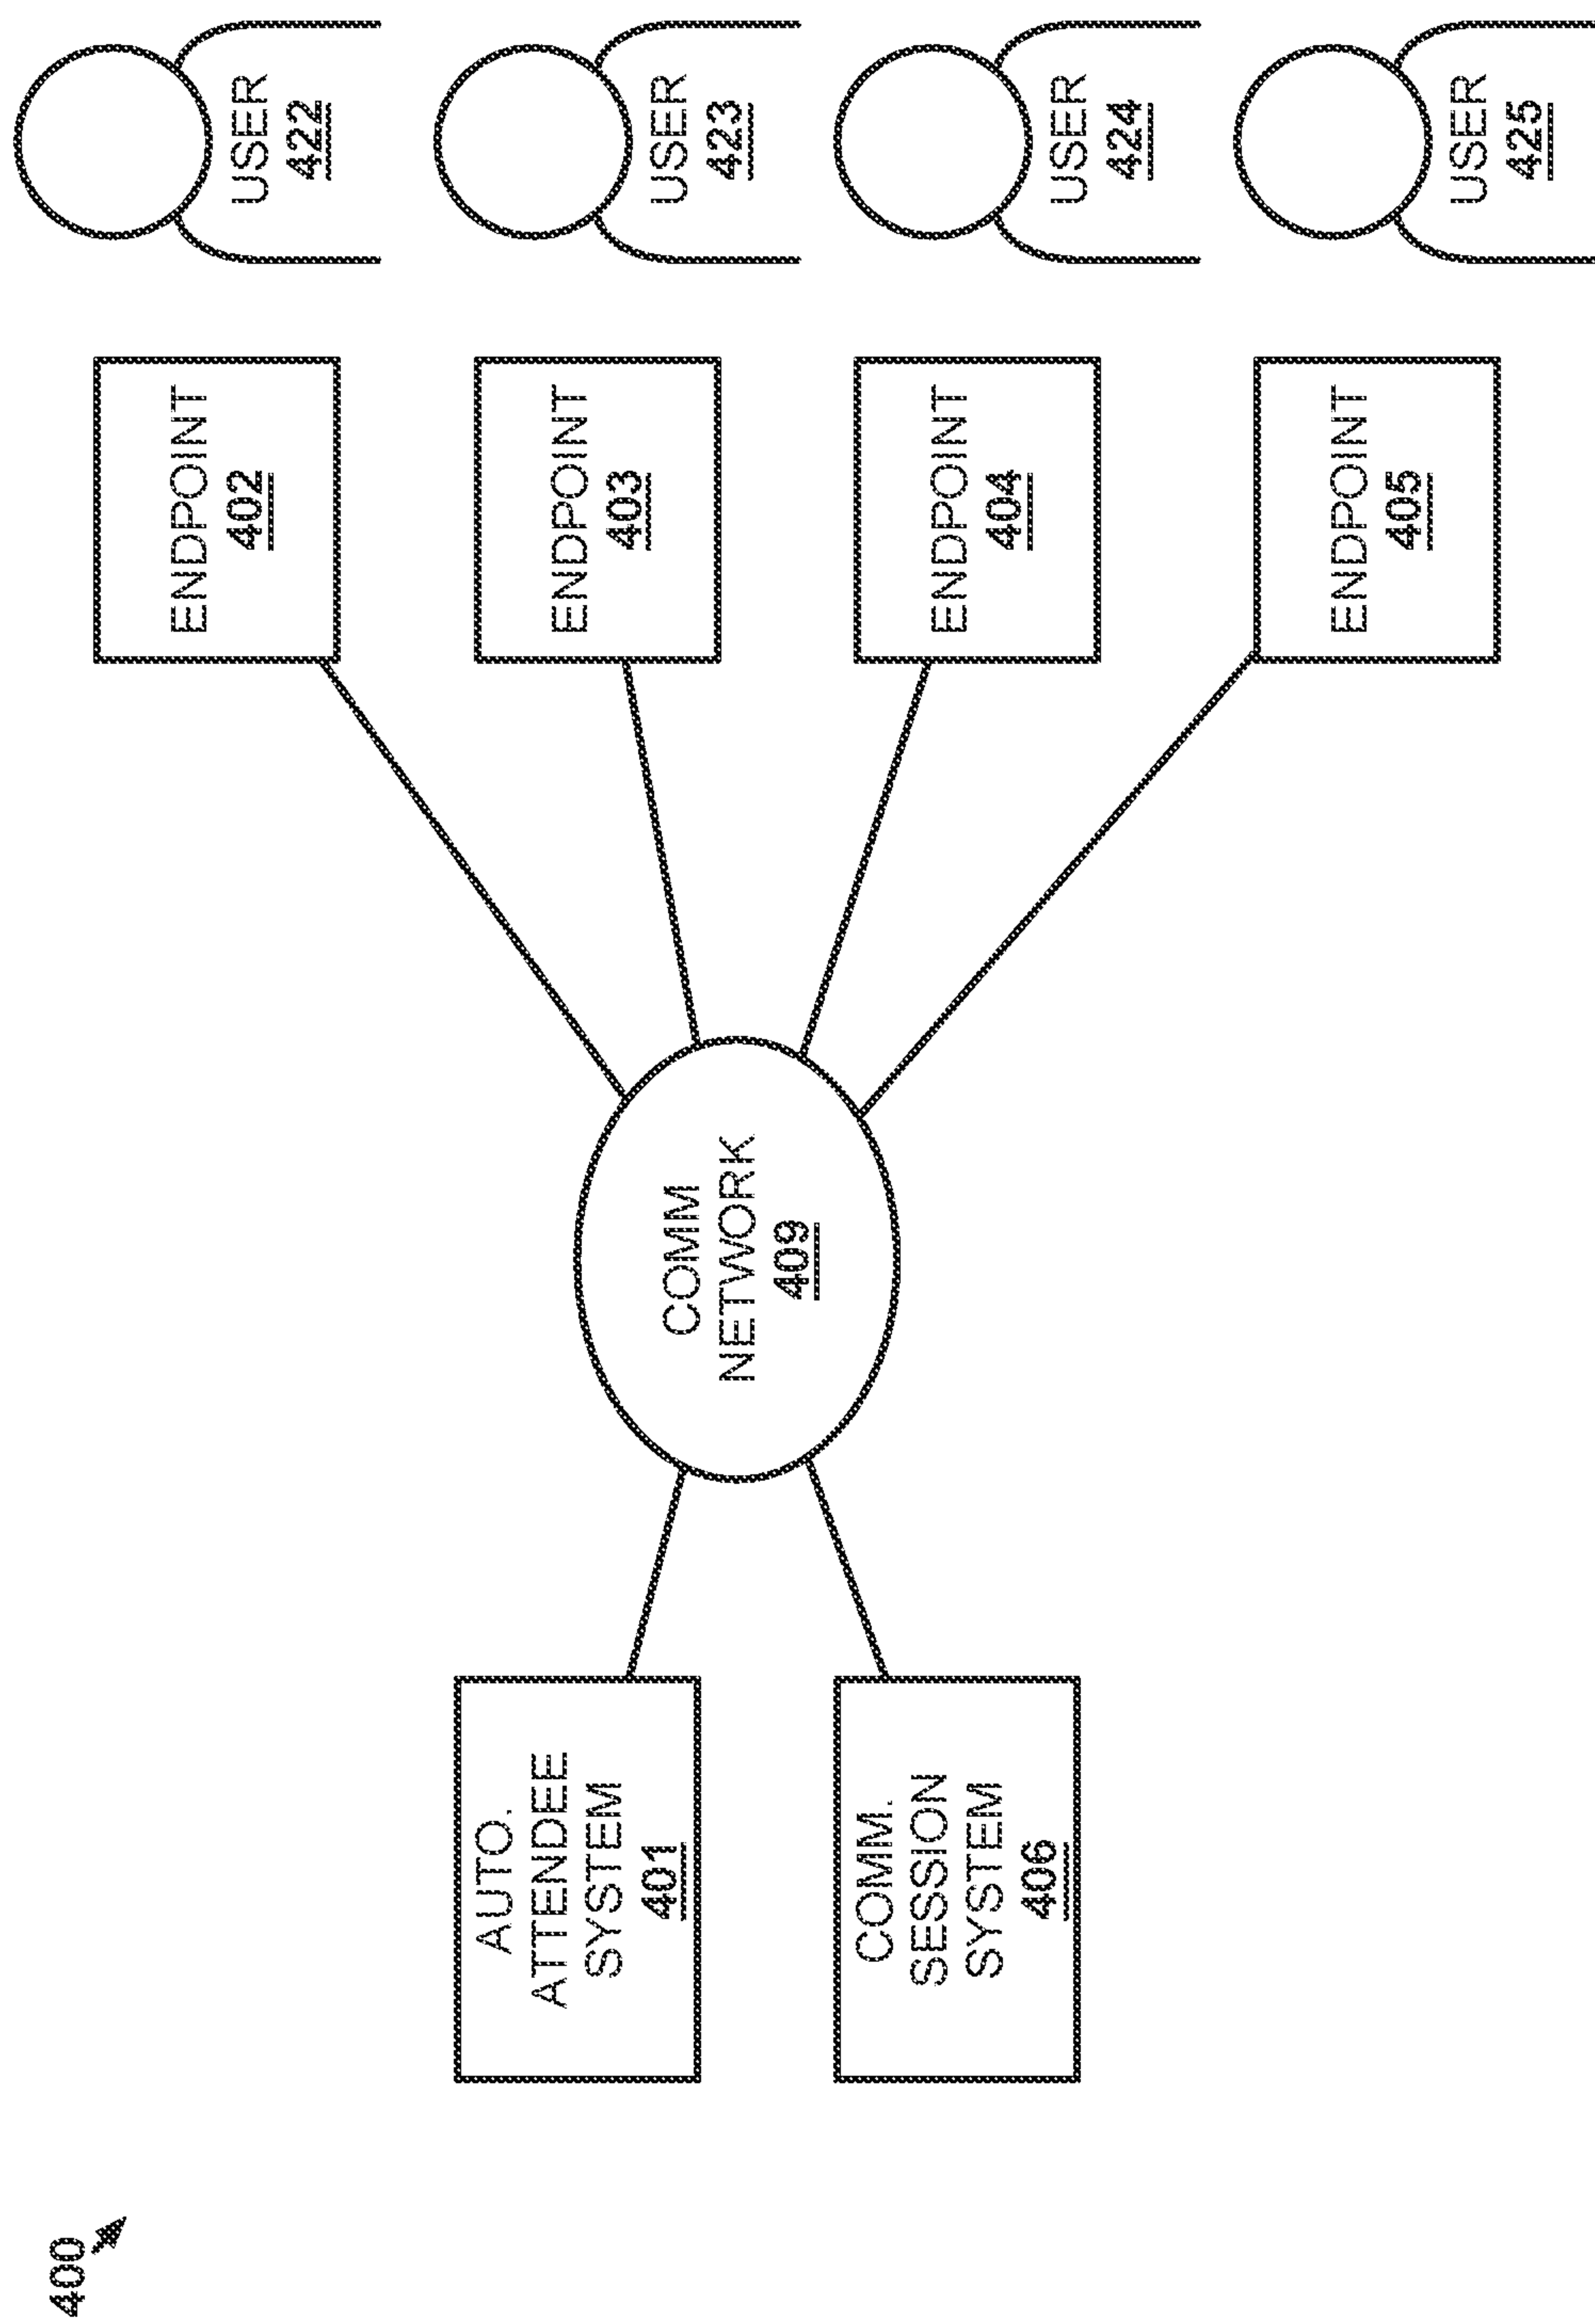 400
AUTO.
ATTENDEE
SYSTEM
401
COMM.
SESSION
SYSTEM
406
COMM
NETWORK
409
ENDPOINT
402
ENDPOINT
403
ENDPOINT
404
ENDPOINT
405
USER
422
USER
423
USER
424
USER
425